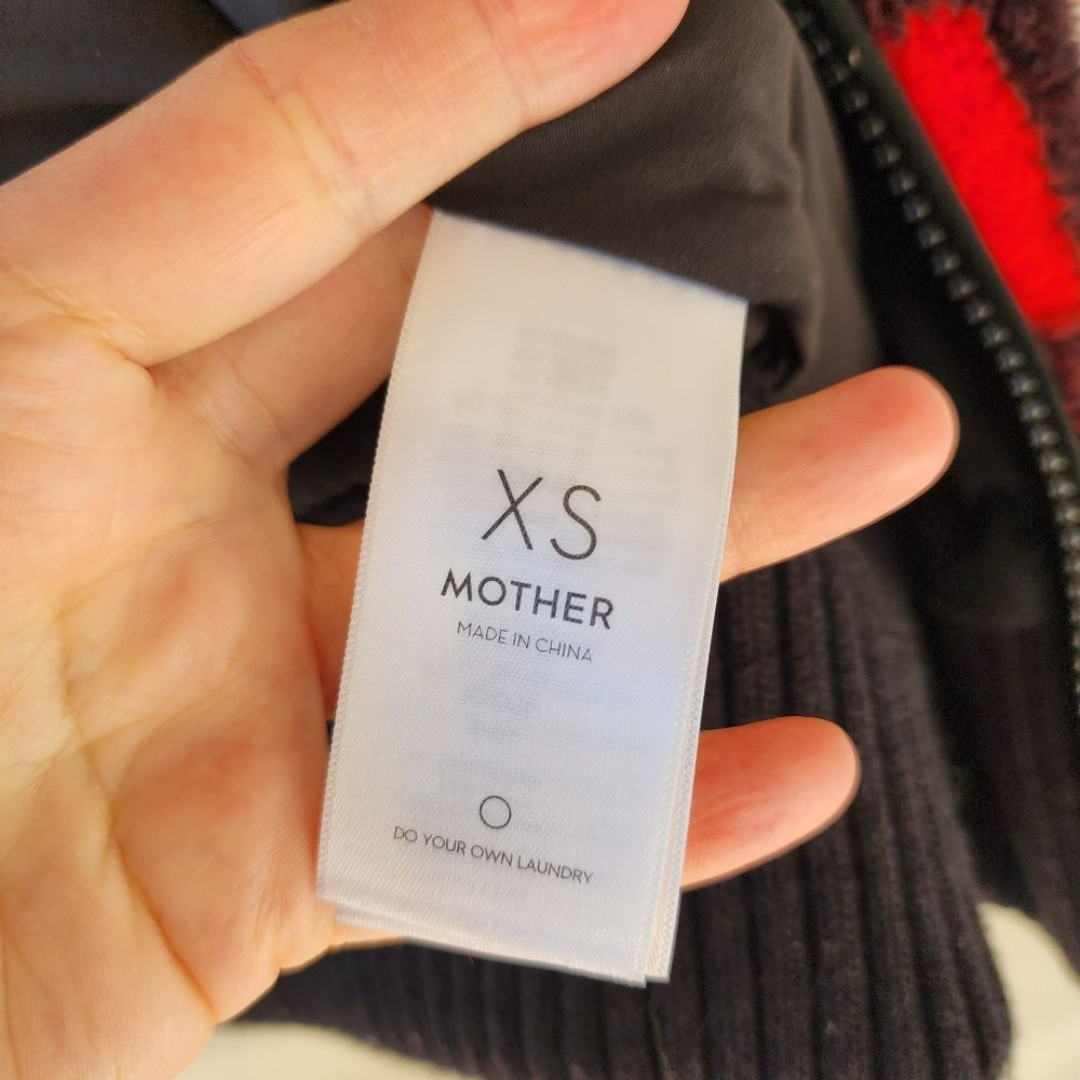 XS
MOTHER
MADE IN CHINA
DO YOUR OWN LAUNDRY